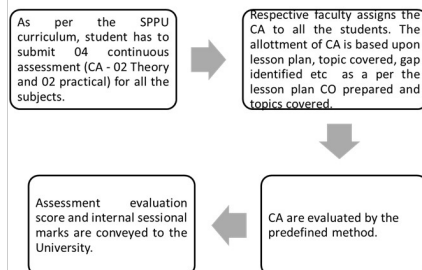 As per the SPPU
curriculum, student has to
submit 04 continuous
assessment (CA - 02 Theory
and 02 practical) for all the
subjects.
Respective faculty assigns the
CA to all the students. The
allottment of CA is based upon
lesson plan, topic covered, gap
identified etc as a per the
lesson plan CO prepared and
topics covered.
CA are evaluated by the
predefined method.
Assessment evaluation
score and internal sessional
marks are conveyed to the
University.